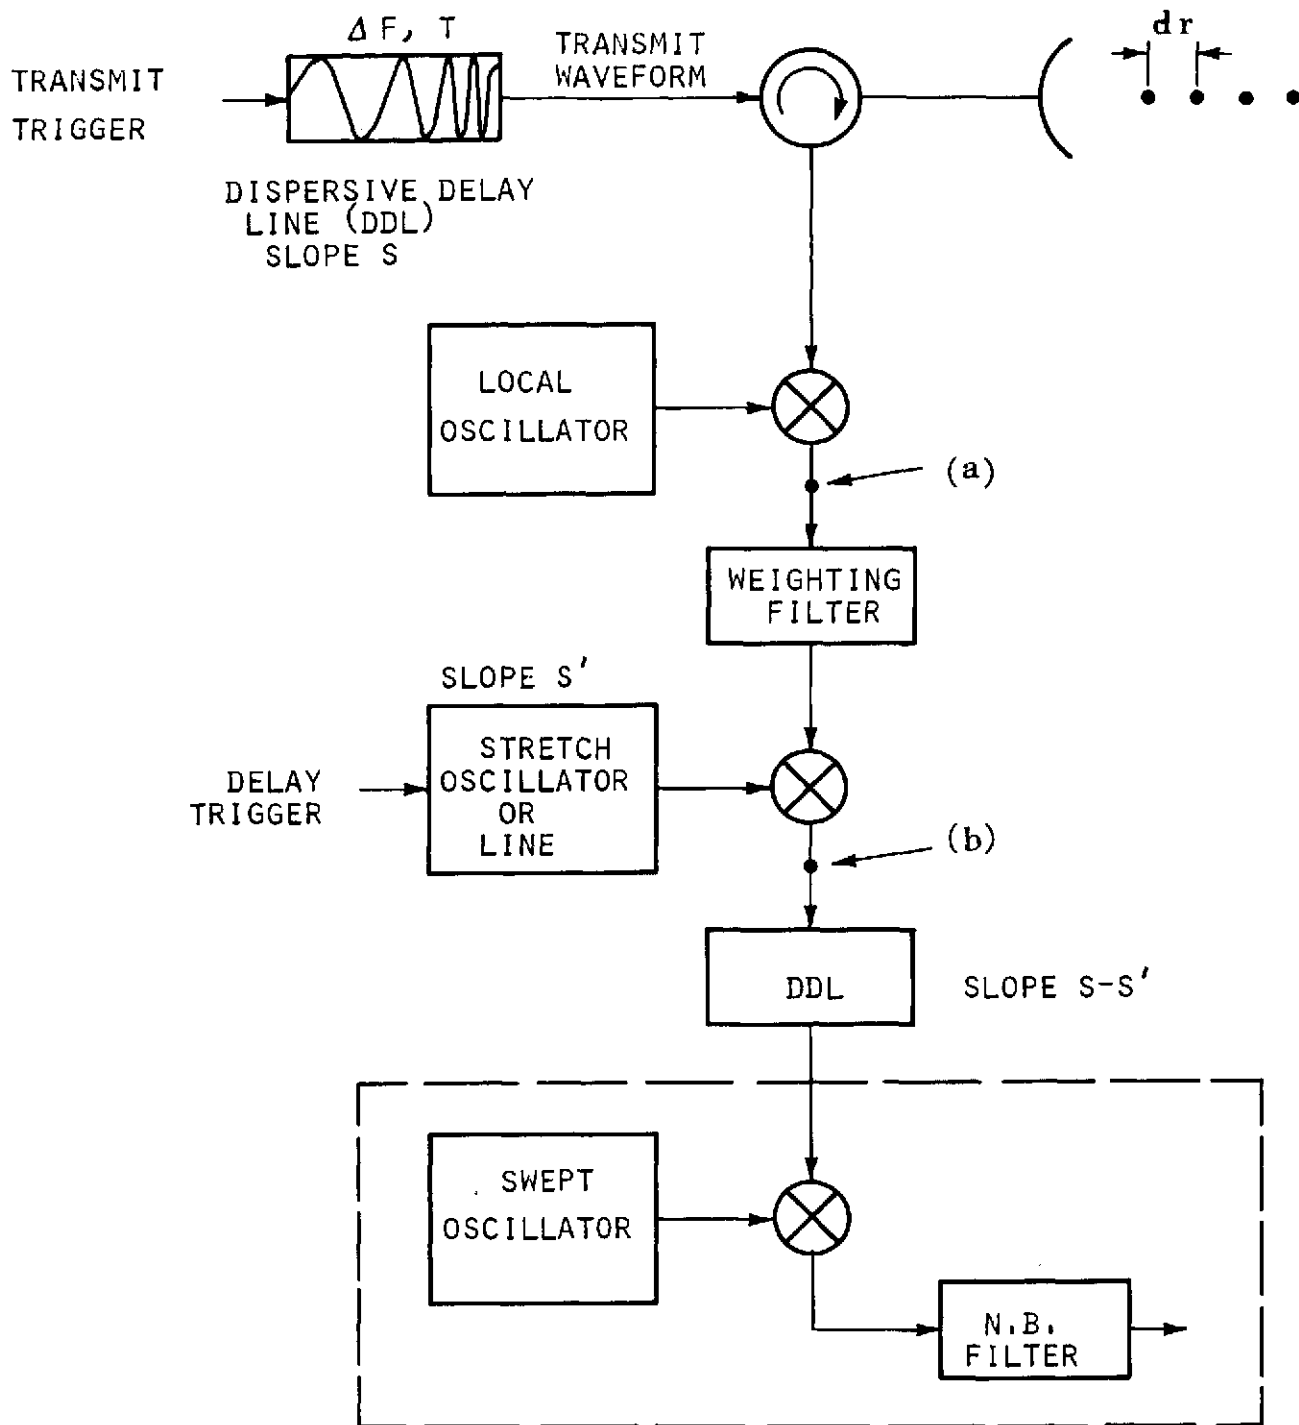 Δ F, T
TRANSMIT
TRIGGER
TRANSMIT
WAVEFORM
dr
DISPERSIVE DELAY
LINE (DDL)
SLOPE S
LOCAL
OSCILLATOR
(a)
WEIGHTING
FILTER
SLOPE S'
STRETCH
OSCILLATOR
OR
LINE
DELAY
TRIGGER
(b)
DDL
SLOPE S-S'
SWEPT
OSCILLATOR
N.B.
FILTER